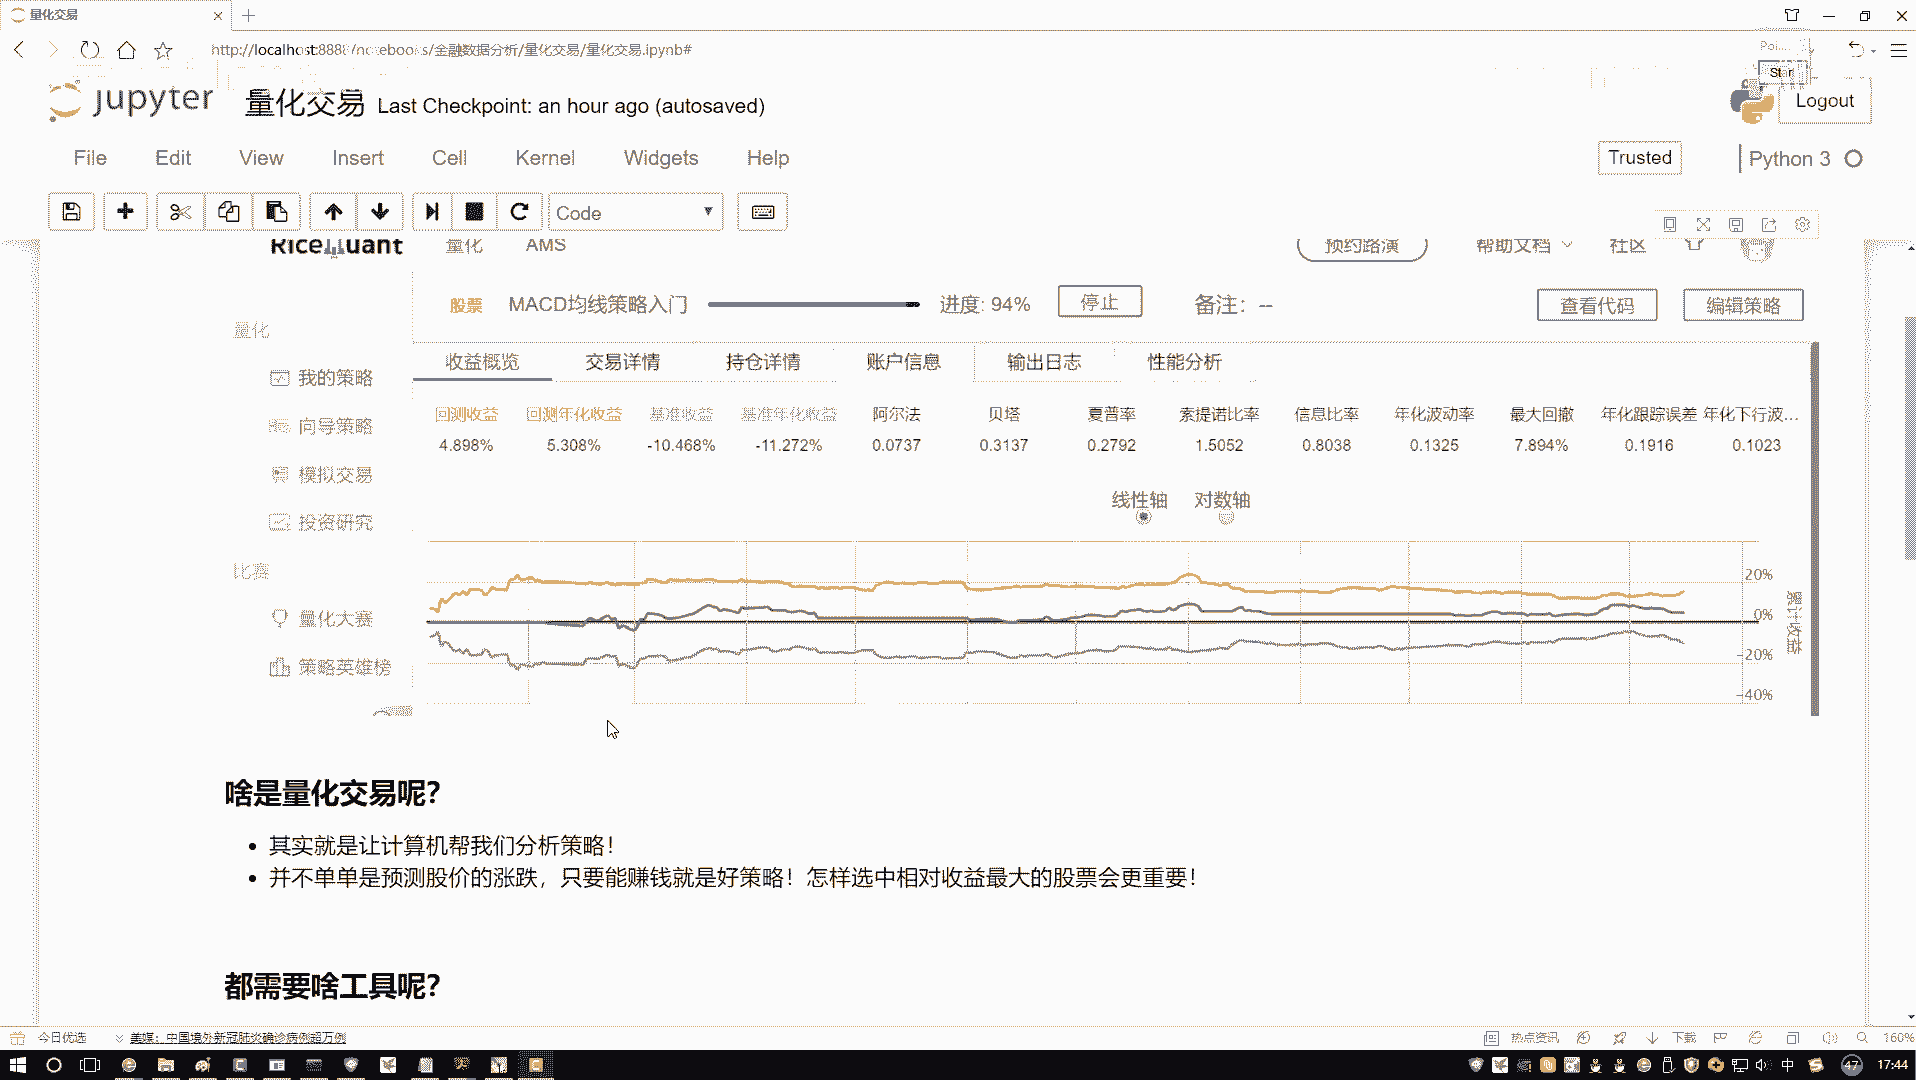 量化交易
http://localhost:8888/notebooks/金融数据分析/量化交易/量化交易.ipynb#
jupyter 量化交易 Last Checkpoint: an hour ago (autosaved)
Logout
File Edit View Insert Cell Kernel Widgets Help
Trusted Python 3
Code
RiceQuant 量化 AMS 预约路演 帮助文档 社区
股票 MACD均线策略入门 进度: 94% 停止 备注: -- 查看代码 编辑策略
量化
我的策略
向导策略
模拟交易
投资研究
比赛
量化大赛
策略英雄榜
收益概览 交易详情 持仓详情 账户信息 输出日志 性能分析
回测收益 回测年化收益 基准收益 基准年化收益 阿尔法 贝塔 夏普率 索提诺比率 信息比率 年化波动率 最大回撤 年化跟踪误差 年化下行波...
4.898% 5.308% -10.468% -11.272% 0.0737 0.3137 0.2792 1.5052 0.8038 0.1325 7.894% 0.1916 0.1023
线性轴 对数轴
20%
0%
-20%
-40%
累计收益
啥是量化交易呢?
其实就是让计算机帮我们分析策略！
并不单单是预测股价的涨跌，只要能赚钱就是好策略！怎样选中相对收益最大的股票会更重要！
都需要啥工具呢?
今日优选 美媒：中国境外新冠肺炎确诊病例超万例 热点资讯 下载 160%
中 47 17:44